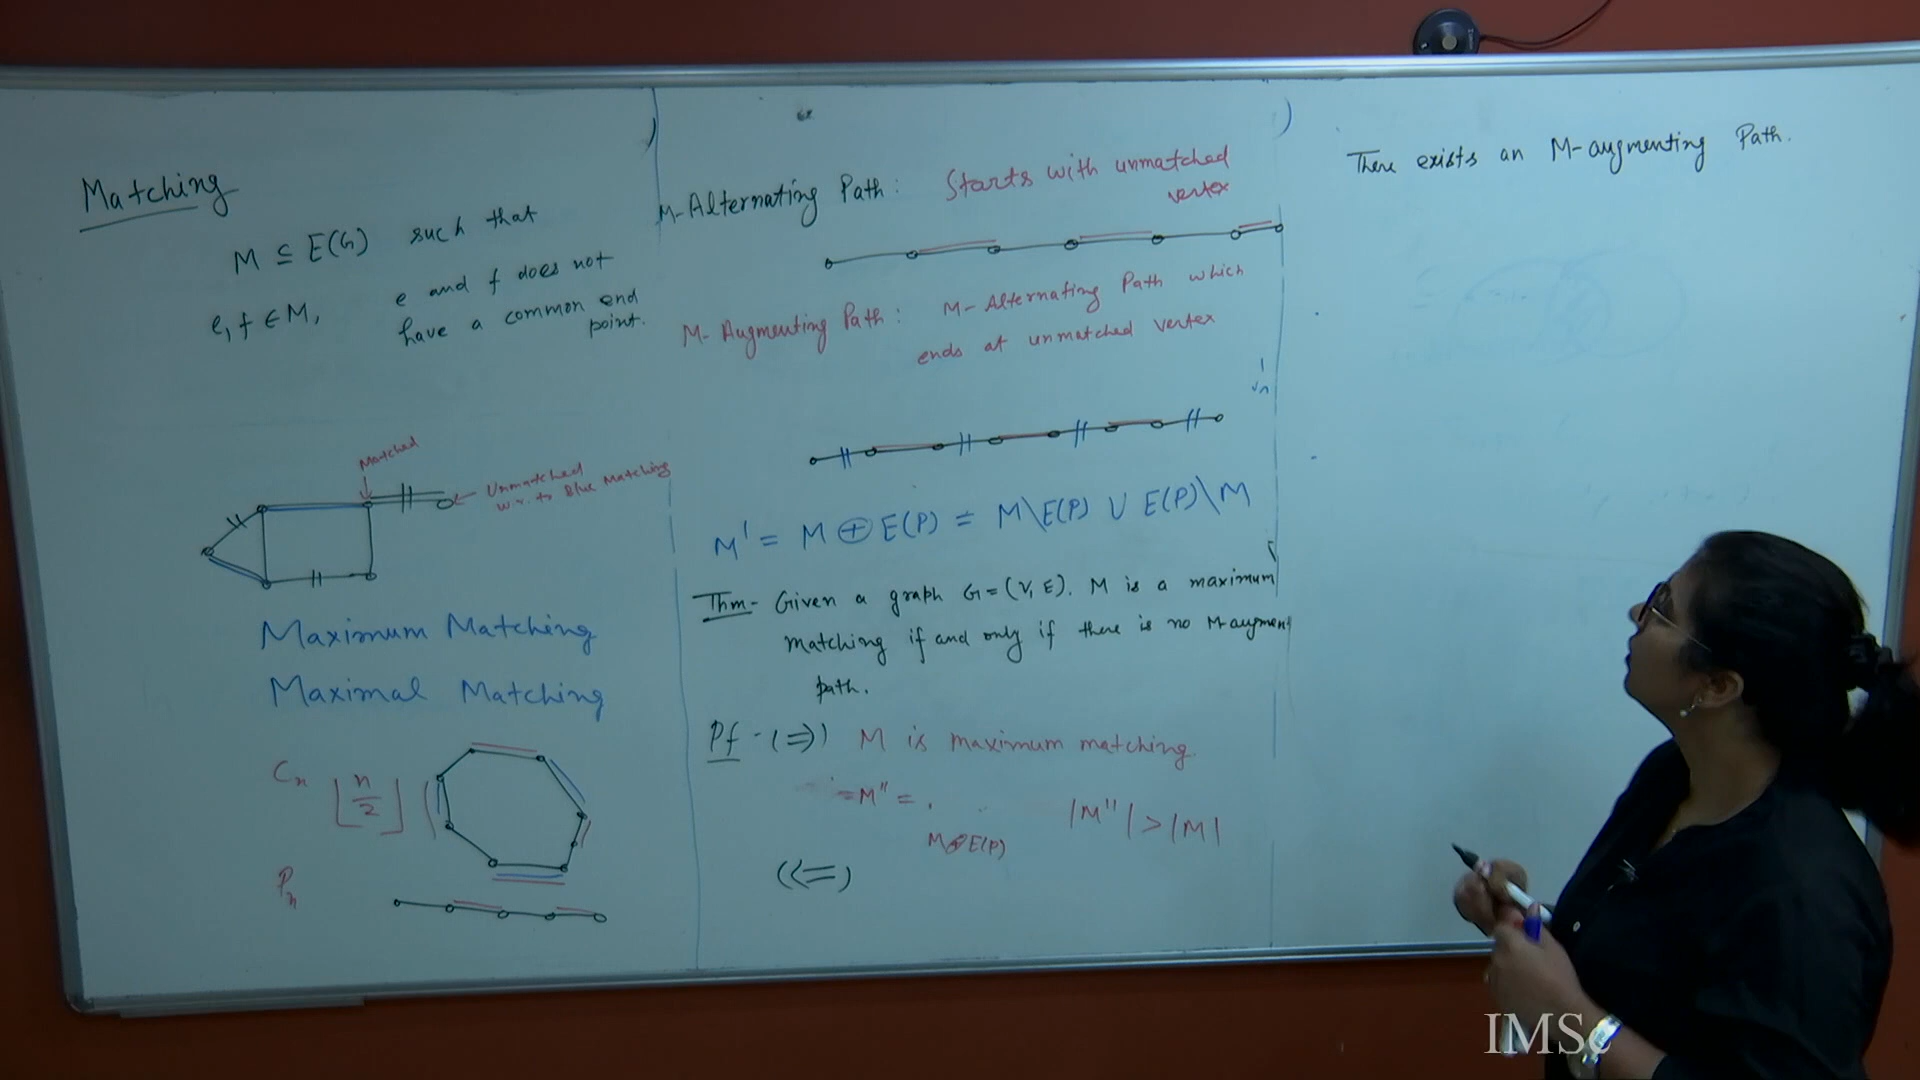 Matching
M ⊆ E(G) such that
e, f ∈ M, e and f does not
have a common end
point.
Matched
Unmatched
w.r. to Blue Matching
Maximum Matching
Maximal Matching
Cn ⌊n/2⌋
Pn
M-Alternating Path: Starts with unmatched
vertex
M-Augmenting Path: M-Alternating Path which
ends at unmatched vertex
M' = M ⊕ E(P) = M\E(P) ∪ E(P)\M
Thm- Given a graph G=(V, E). M is a maximum
matching if and only if there is no M-augment
path.
Pf - (⇒) M is maximum matching.
= M'' = .
|M''| > |M|
M⊕E(P)
(⇐)
There exists an M-augmenting Path.
IMSc